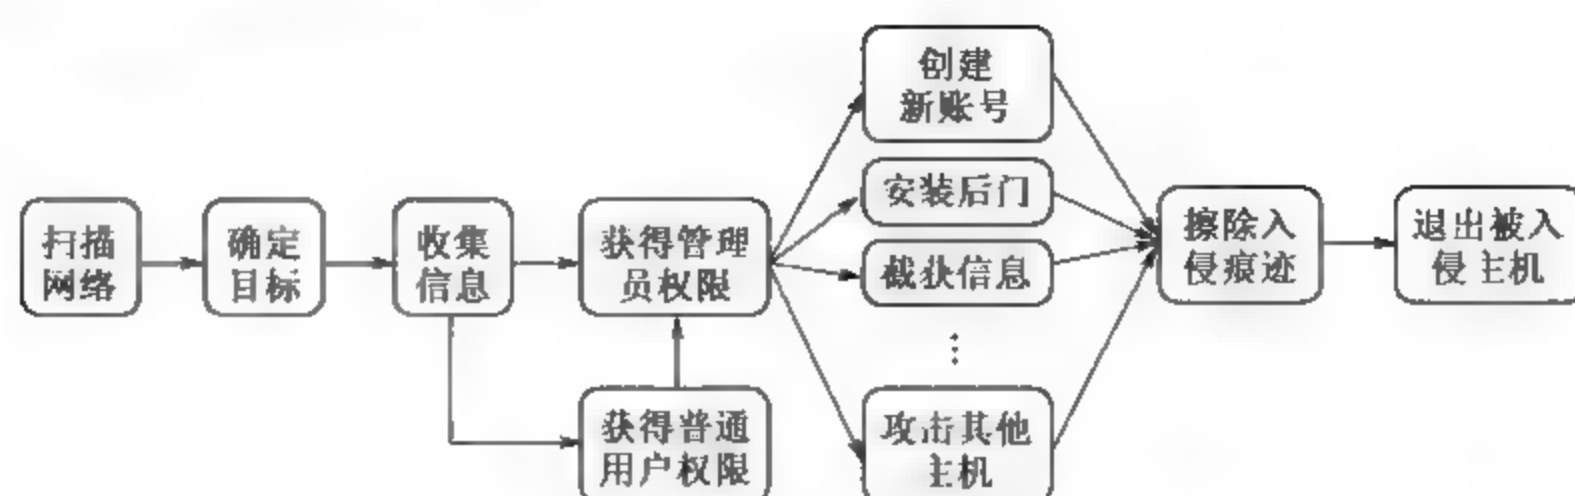 扫描
网络
确定
目标
收集
信息
获得管理
员权限
获得普通
用户权限
创建
新账号
安装后门
截获信息
⋮
攻击其他
主机
擦除入
侵痕迹
退出被入
侵主机